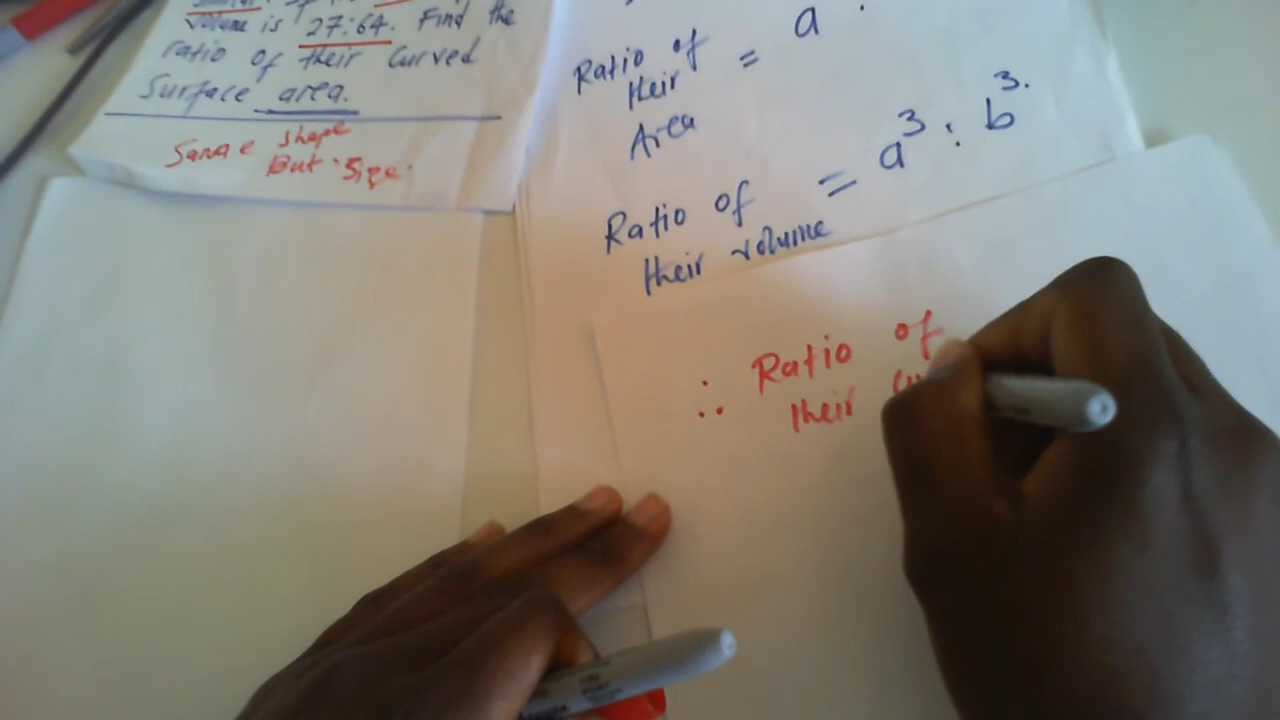 volume is 27:64. Find the
ratio of their curved
Surface area.
Same shape
But Size.
Ratio of
their
Area
= a
Ratio of
their volume
= a³ : b³.
∴ Ratio of
their